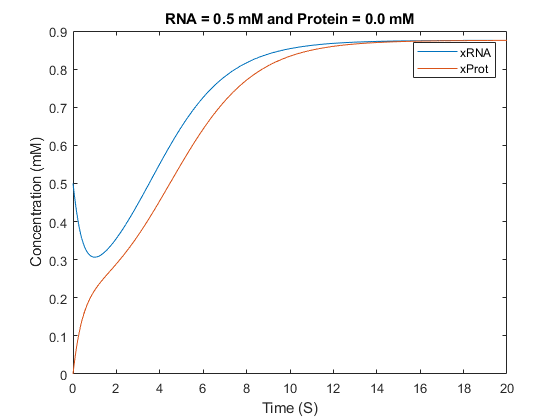 RNA = 0.5 mM and Protein = 0.0 mM
0.9
0.8
0.7
0.6
0.5
0.4
0.3
0.2
0.1
0
Concentration (mM)
xRNA
xProt
0 2 4 6 8 10 12 14 16 18 20
Time (S)